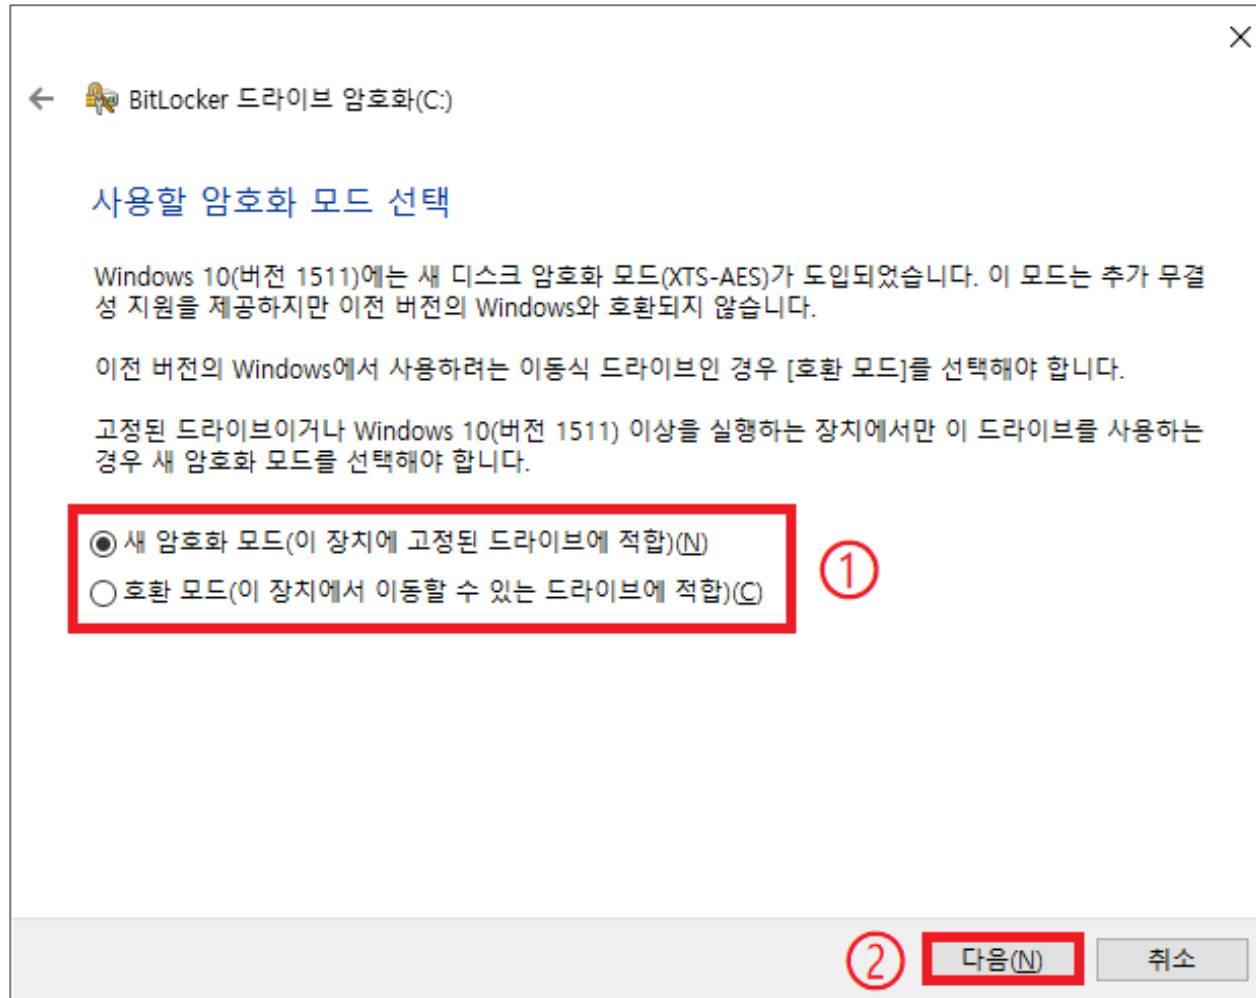 BitLocker 드라이브 암호화(C:)
사용할 암호화 모드 선택
Windows 10(버전 1511)에는 새 디스크 암호화 모드(XTS-AES)가 도입되었습니다. 이 모드는 추가 무결
성 지원을 제공하지만 이전 버전의 Windows와 호환되지 않습니다.
이전 버전의 Windows에서 사용하려는 이동식 드라이브인 경우 [호환 모드]를 선택해야 합니다.
고정된 드라이브이거나 Windows 10(버전 1511) 이상을 실행하는 장치에서만 이 드라이브를 사용하는
경우 새 암호화 모드를 선택해야 합니다.
새 암호화 모드(이 장치에 고정된 드라이브에 적합)(N)
호환 모드(이 장치에서 이동할 수 있는 드라이브에 적합)(C)
①
② 다음(N) 취소